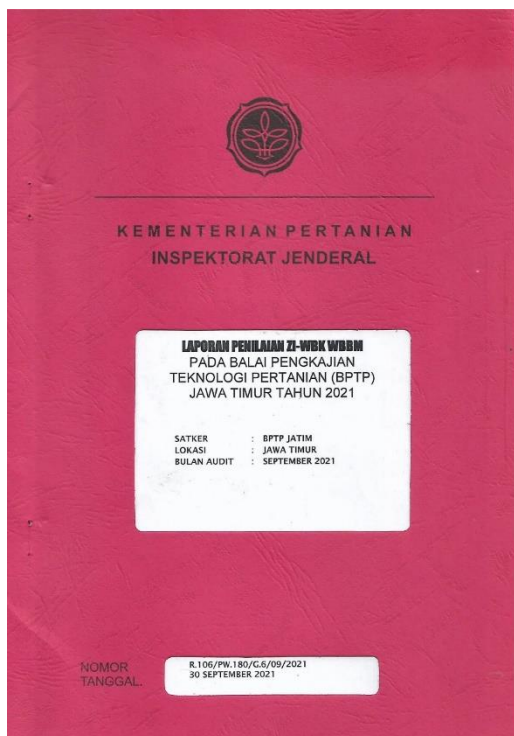 KEMENTERIAN PERTANIAN
INSPEKTORAT JENDERAL
LAPORAN PENILAIAN ZI-WBK WBBM
PADA BALAI PENGKAJIAN
TEKNOLOGI PERTANIAN (BPTP)
JAWA TIMUR TAHUN 2021
SATKER : BPTP JATIM
LOKASI : JAWA TIMUR
BULAN AUDIT : SEPTEMBER 2021
NOMOR R.106/PW.180/G.6/09/2021
TANGGAL. 30 SEPTEMBER 2021